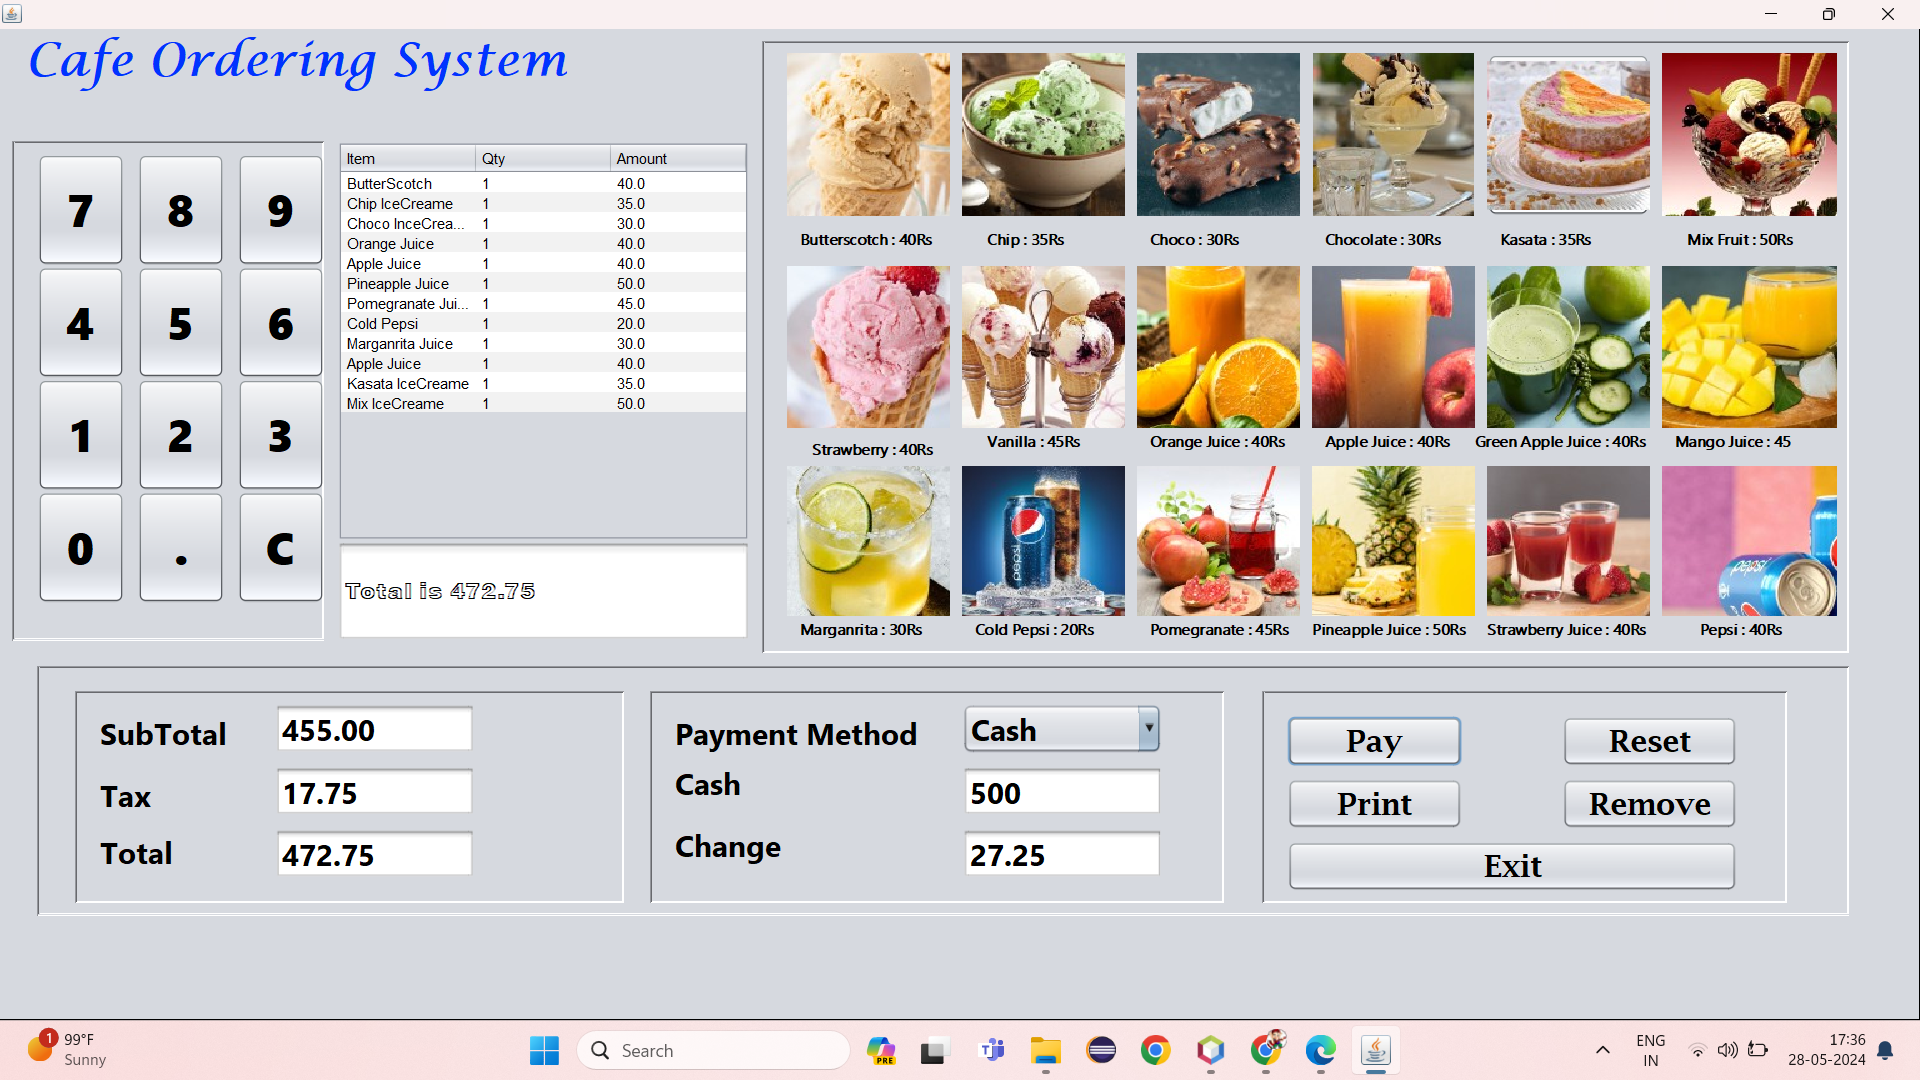 Cafe Ordering System
7 8 9
4 5 6
1 2 3
0 . C
Item Qty Amount
ButterScotch 1 40.0
Chip IceCreame 1 35.0
Choco InceCrea... 1 30.0
Orange Juice 1 40.0
Apple Juice 1 40.0
Pineapple Juice 1 50.0
Pomegranate Jui... 1 45.0
Cold Pepsi 1 20.0
Marganrita Juice 1 30.0
Apple Juice 1 40.0
Kasata IceCreame 1 35.0
Mix IceCreame 1 50.0
Total is 472.75
Butterscotch : 40Rs Chip : 35Rs Choco : 30Rs Chocolate : 30Rs Kasata : 35Rs Mix Fruit : 50Rs
Strawberry : 40Rs Vanilla : 45Rs Orange Juice : 40Rs Apple Juice : 40Rs Green Apple Juice : 40Rs Mango Juice : 45
pepsi
pepsi
Marganrita : 30Rs Cold Pepsi : 20Rs Pomegranate : 45Rs Pineapple Juice : 50Rs Strawberry Juice : 40Rs Pepsi : 40Rs
SubTotal 455.00
Tax 17.75
Total 472.75
Payment Method Cash
Cash 500
Change 27.25
Pay Reset
Print Remove
Exit
1
99°F
Sunny
Search
PRE
ENG
IN
17:36
28-05-2024